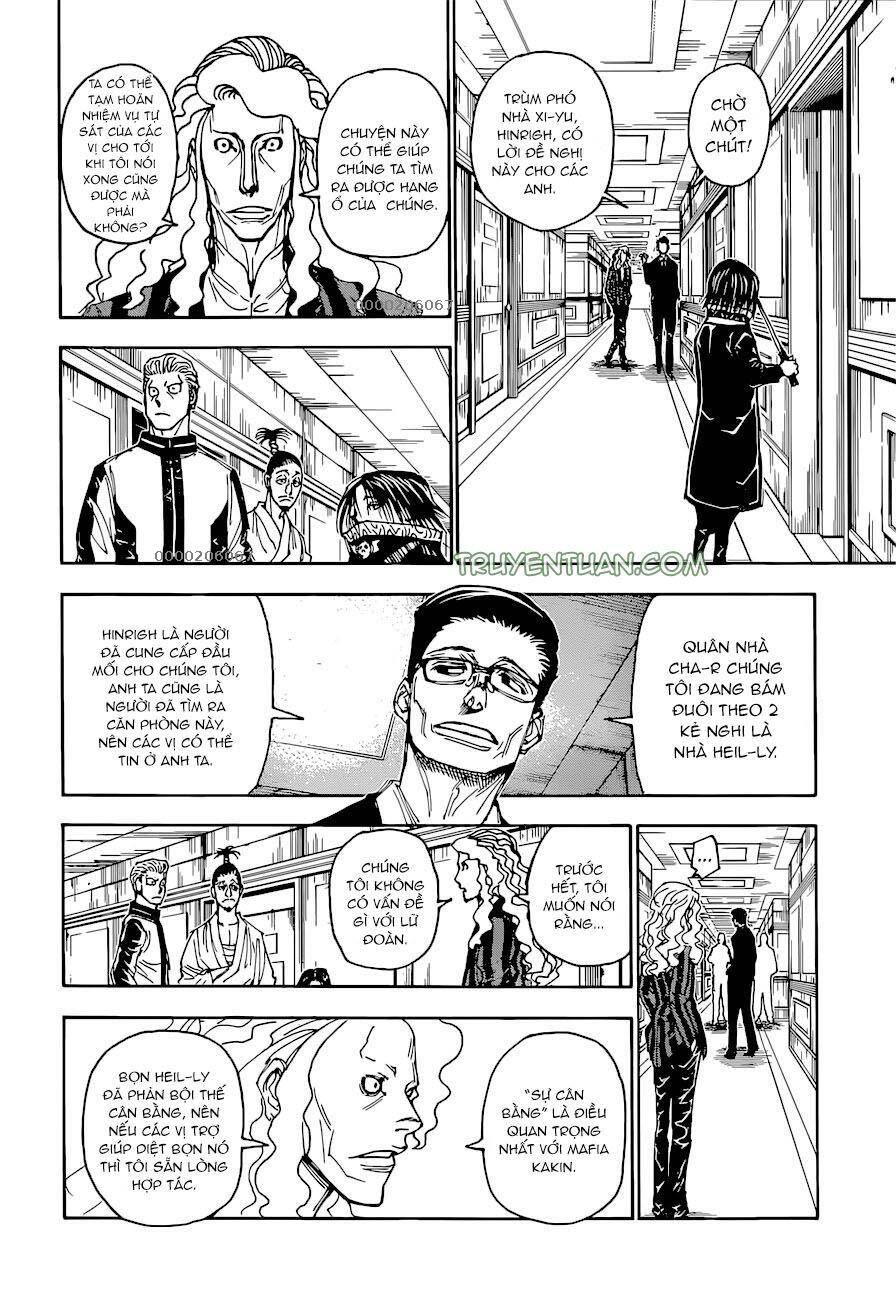 CHỜ
MỘT
CHÚT!
TRÙM PHÓ
NHÀ XI-YU,
HINRIGH, CÓ
LỜI ĐỀ NGHỊ
NÀY CHO CÁC
ANH.
CHUYỆN NÀY
CÓ THỂ GIÚP
CHÚNG TA TÌM
RA ĐƯỢC HANG
Ổ CỦA CHÚNG.
TA CÓ THỂ
TẠM HOÃN
NHIỆM VỤ TỰ
SÁT CỦA CÁC
VỊ CHO TỚI
KHI TÔI NÓI
XONG CŨNG
ĐƯỢC MÀ
PHẢI
KHÔNG?
0000206067
0000206067
TRUYENTUAN.COM
QUÂN NHÀ
CHA-R CHÚNG
TÔI ĐANG BÁM
ĐUÔI THEO 2
KẺ NGHI LÀ
NHÀ HEIL-LY.
HINRIGH LÀ NGƯỜI
ĐÃ CUNG CẤP ĐẦU
MỐI CHO CHÚNG TÔI,
ANH TA CŨNG LÀ
NGƯỜI ĐÃ TÌM RA
CĂN PHÒNG NÀY,
NÊN CÁC VỊ CÓ THỂ
TIN Ở ANH TA.
...
TRƯỚC
HẾT, TÔI
MUỐN NÓI
RẰNG...
CHÚNG
TÔI KHÔNG
CÓ VẤN ĐỀ
GÌ VỚI LỮ
ĐOÀN.
"SỰ CÂN
BẰNG" LÀ ĐIỀU
QUAN TRỌNG
NHẤT VỚI MAFIA
KAKIN.
BỌN HEIL-LY
ĐÃ PHẢN BỘI THẾ
CÂN BẰNG, NÊN
NẾU CÁC VỊ TRỢ
GIÚP DIỆT BỌN NÓ
THÌ TÔI SẴN LÒNG
HỢP TÁC.